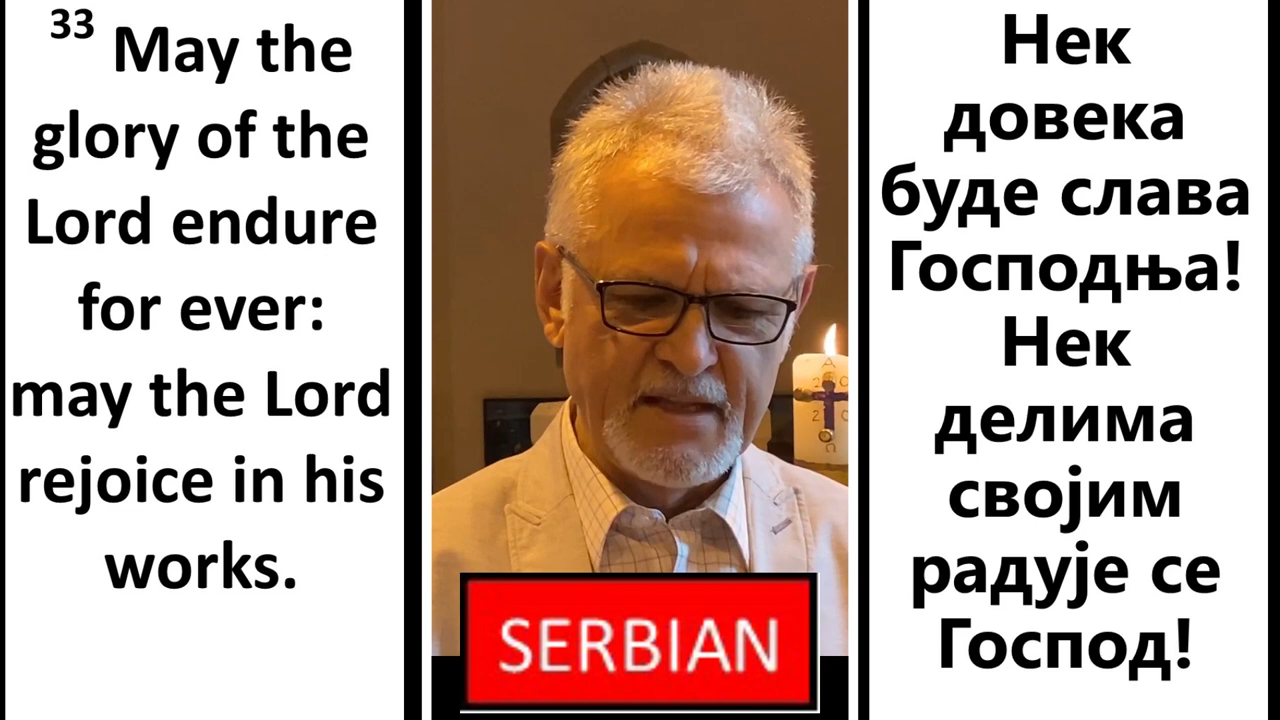 33 May the
glory of the
Lord endure
for ever:
may the Lord
rejoice in his
works.
SERBIAN
Нек
довека
буде слава
Господња!
Нек
делима
својим
радује се
Господ!